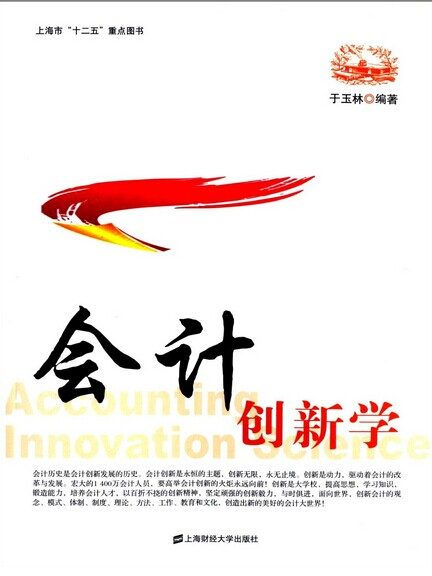 上海市“十二五”重点图书
于玉林◎编著
会计
Accounting
创新学
Innovation Science
会计历史是会计创新发展的历史。会计创新是永恒的主题，创新无限，永无止境。创新是动力，驱动着会计的改
革与发展。宏大的1 400万会计人员，要高举会计创新的火炬永远向前！创新是大学校，提高思想，学习知识，
锻造能力，培养会计人才，以百折不挠的创新精神，坚定顽强的创新毅力，与时俱进，面向世界，创新会计的观
念、模式、体制、制度、理论、方法、工作、教育和文化，创造出新的美好的会计大世界！
上海财经大学出版社